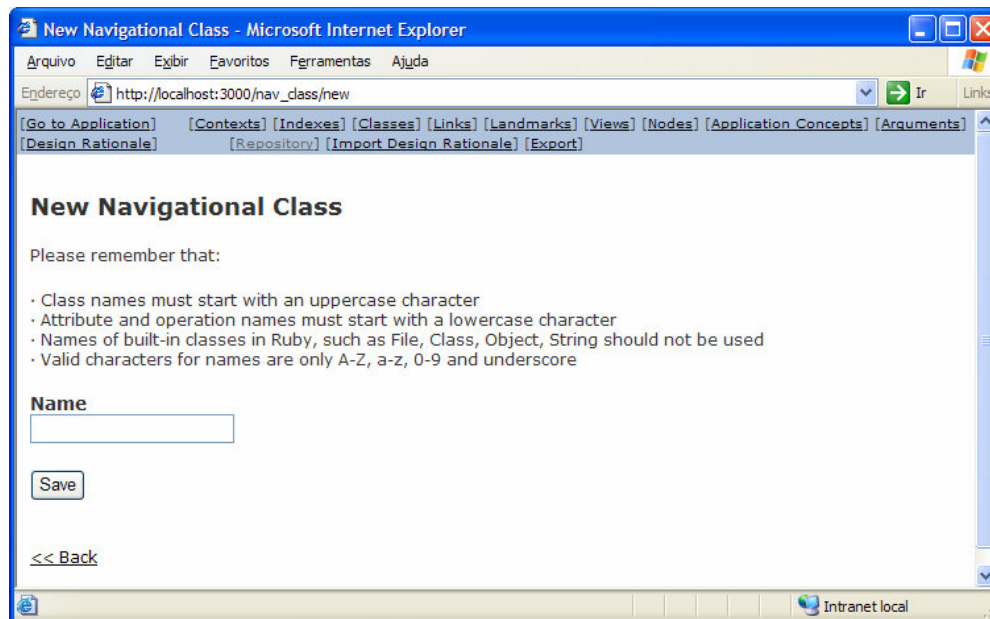 New Navigational Class - Microsoft Internet Explorer
Arquivo Editar Exibir Favoritos Ferramentas Ajuda
Endereço http://localhost:3000/nav_class/new Ir Links
[Go to Application] [Contexts] [Indexes] [Classes] [Links] [Landmarks] [Views] [Nodes] [Application Concepts] [Arguments]
[Design Rationale] [Repository] [Import Design Rationale] [Export]
New Navigational Class
Please remember that:
· Class names must start with an uppercase character
· Attribute and operation names must start with a lowercase character
· Names of built-in classes in Ruby, such as File, Class, Object, String should not be used
· Valid characters for names are only A-Z, a-z, 0-9 and underscore
Name
Save
<< Back
Intranet local